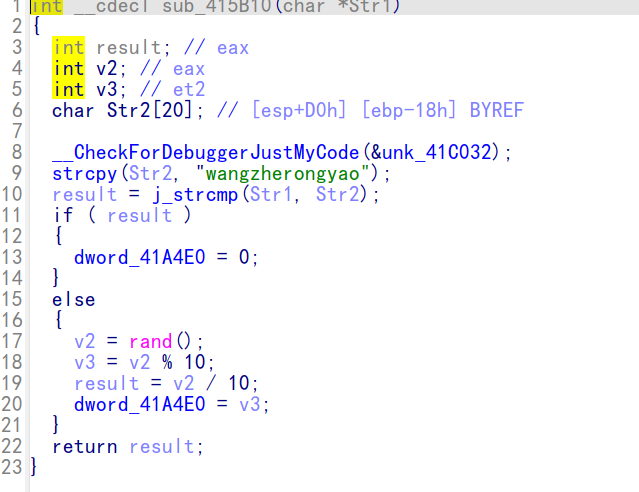 1 int __cdecl sub_415B10(char *Str1)
2 {
3 int result; // eax
4 int v2; // eax
5 int v3; // et2
6 char Str2[20]; // [esp+D0h] [ebp-18h] BYREF
7
8 __CheckForDebuggerJustMyCode(&unk_41C032);
9 strcpy(Str2, "wangzherongyao");
10 result = j_strcmp(Str1, Str2);
11 if ( result )
12 {
13 dword_41A4E0 = 0;
14 }
15 else
16 {
17 v2 = rand();
18 v3 = v2 % 10;
19 result = v2 / 10;
20 dword_41A4E0 = v3;
21 }
22 return result;
23 }